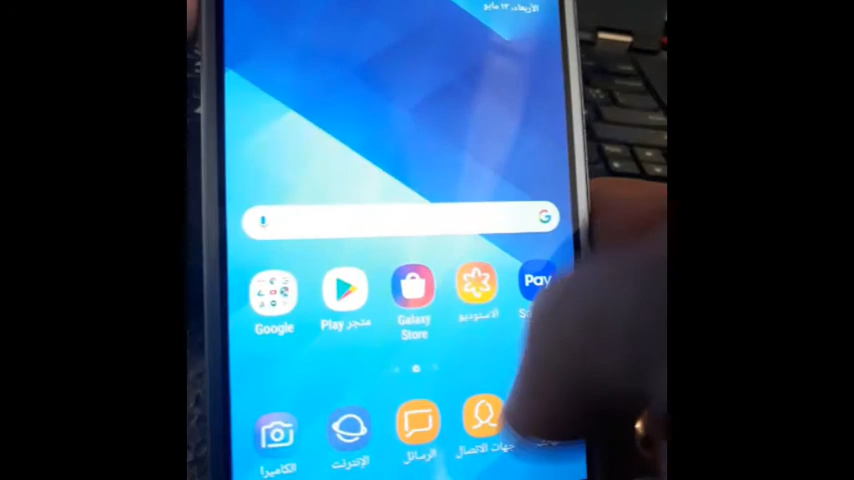 الأربعاء، ١٣ مايو
Google
متجر Play
Galaxy
Store
الاستوديو
Pay
الكاميرا
الإنترنت
الرسائل
جهات الاتصال